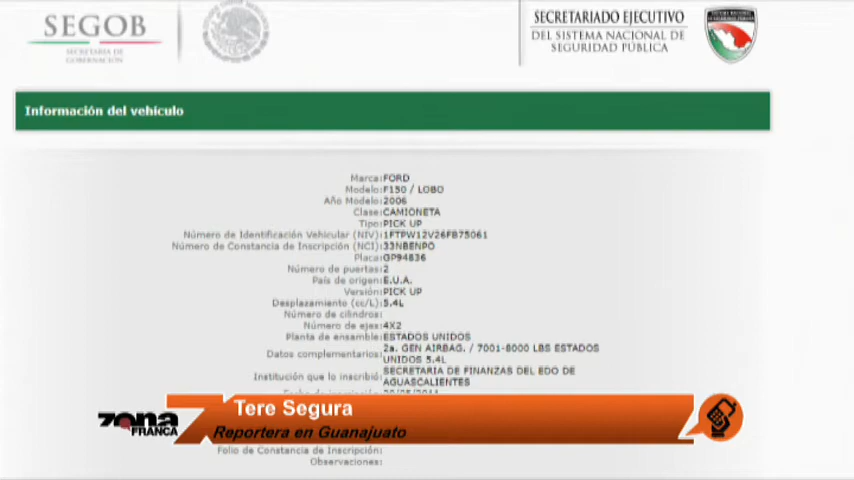 SEGOB
SECRETARÍA DE
GOBERNACIÓN
SECRETARIADO EJECUTIVO
DEL SISTEMA NACIONAL DE
SEGURIDAD PÚBLICA
Información del vehículo
Marca:FORD
Modelo:F150 / LOBO
Año Modelo:2006
Clase:CAMIONETA
Tipo:PICK UP
Número de Identificación Vehicular (NIV):1FTPW12V26FB75061
Número de Constancia de Inscripción (NCI):33NBENPO
Placa:GP94836
Número de puertas:2
País de origen:E.U.A.
Versión:PICK UP
Desplazamiento (cc/L):5.4L
Número de cilindros:
Número de ejes:4X2
Planta de ensamble:ESTADOS UNIDOS
Datos complementarios:2a. GEN AIRBAG. / 7001-8000 LBS ESTADOS
UNIDOS 5.4L
Institución que lo inscribió:SECRETARIA DE FINANZAS DEL EDO DE
AGUASCALIENTES
Tere Segura
zona
FRANCA
Reportera en Guanajuato
Folio de Constancia de Inscripción:
Observaciones: